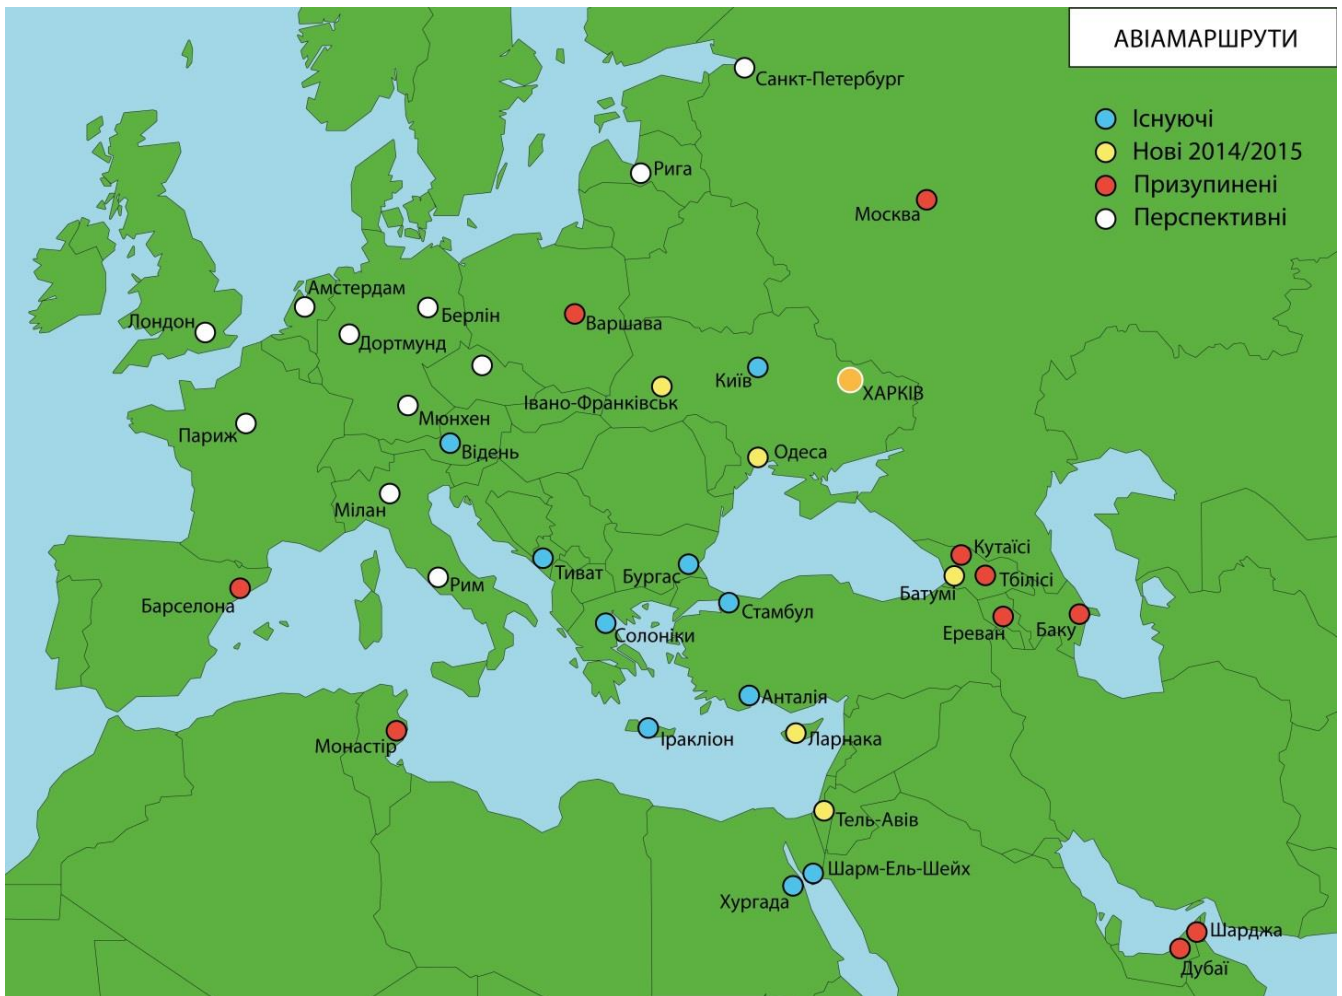 АВІАМАРШРУТИ
Існуючі
Нові 2014/2015
Призупинені
Перспективні
Санкт-Петербург
Рига
Москва
Амстердам
Лондон
Берлін
Дортмунд
Варшава
Київ
ХАРКІВ
Івано-Франківськ
Мюнхен
Париж
Відень
Одеса
Мілан
Кутаїсі
Тиват
Бургас
Рим
Тбілісі
Батумі
Барселона
Стамбул
Солоніки
Ереван
Баку
Анталія
Іракліон
Ларнака
Монастір
Тель-Авів
Шарм-Ель-Шейх
Хургада
Шарджа
Дубаї